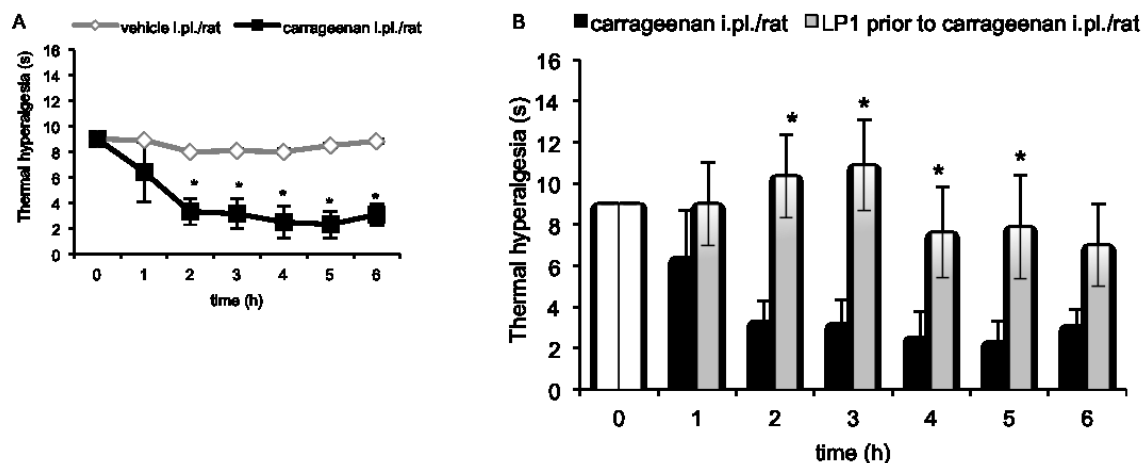 A
vehicle i.pl./rat carrageenan i.pl./rat
Thermal hyperalgesia (s)
16
14
12
10
8
6
4
2
0
* * * * *
0 1 2 3 4 5 6
time (h)
B
carrageenan i.pl./rat LP1 prior to carrageenan i.pl./rat
Thermal hyperalgesia (s)
16
14
12
10
8
6
4
2
0
* * * *
0 1 2 3 4 5 6
time (h)